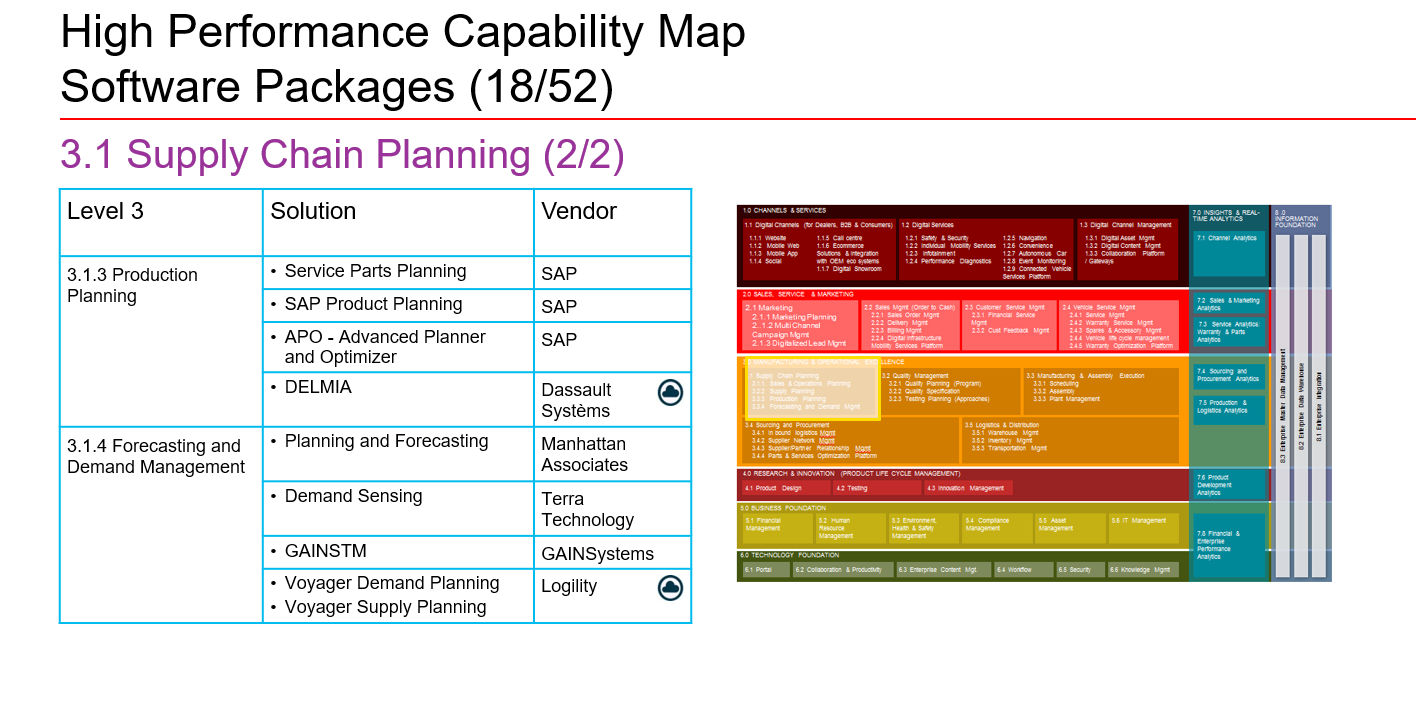 High Performance Capability Map
Software Packages (18/52)
3.1 Supply Chain Planning (2/2)
Level 3
Solution
Vendor
3.1.3 Production
Planning
• Service Parts Planning
SAP
• SAP Product Planning
SAP
• APO - Advanced Planner
and Optimizer
SAP
• DELMIA
Dassault
Systèms
3.1.4 Forecasting and
Demand Management
• Planning and Forecasting
Manhattan
Associates
• Demand Sensing
Terra
Technology
• GAINSTM
GAINSystems
• Voyager Demand Planning
• Voyager Supply Planning
Logility
1.0 CHANNELS & SERVICES
1.1 Digital Channels (for Dealers, B2B & Consumers)
1.1.1 Website
1.1.2 Mobile Web
1.1.3 Mobile App
1.1.4 Social
1.1.5 Call centre
1.1.6 Ecommerce
Solutions & integration
with OEM eco systems
1.1.7 Digital Showroom
1.2 Digital Services
1.2.1 Safety & Security
1.2.2 Individual Mobility Services
1.2.3 Infotainment
1.2.4 Performance Diagnostics
1.2.5 Navigation
1.2.6 Convenience
1.2.7 Autonomous Car
1.2.8 Event Monitoring
1.2.9 Connected Vehicle
Services Platform
1.3 Digital Channel Management
1.3.1 Digital Asset Mgmt
1.3.2 Digital Content Mgmt
1.3.3 Collaboration Platform
/ Gateways
2.0 SALES, SERVICE & MARKETING
2.1 Marketing
2.1.1 Marketing Planning
2..1.2 Multi Channel
Campaign Mgmt
2.1.3 Digitalized Lead Mgmt
2.2 Sales Mgmt (Order to Cash)
2.2.1 Sales Order Mgmt
2.2.2 Delivery Mgmt
2.2.3 Billing Mgmt
2.2.4 Digital Infrastructure
Mobility Services Platform
2.3 Customer Service Mgmt
2.3.1 Financial Service
Mgmt
2.3.2 Cust Feedback Mgmt
2.4 Vehicle Service Mgmt
2.4.1 Service Mgmt
2.4.2 Warranty Service Mgmt
2.4.3 Spares & Accessory Mgmt
2.4.4 Vehicle life cycle management
2.4.5 Warranty Optimization Platform
MANUFACTURING & OPERATIONAL EXCELLENCE
Supply Chain Planning
3.1.1 Sales & Operations Planning
Supply Planning
Production Planning
Forecasting and Demand Mgmt
3.2 Quality Management
3.2.1 Quality Planning (Program)
3.2.2 Quality Specification
3.2.3 Testing Planning (Approaches)
3.3 Manufacturing & Assembly Execution
3.3.1 Scheduling
3.3.2 Assembly
3.3.3 Plant Management
3.4 Sourcing and Procurement
3.4.1 In bound logistics Mgmt
3.4.2 Supplier Network Mgmt
3.4.3 Supplier/Partner Relationship Mgmt
3.4.4 Parts & Services Optimization Platform
3.5 Logistics & Distribution
3.5.1 Warehouse Mgmt
3.5.2 Inventory Mgmt
3.5.3 Transportation Mgmt
4.0 RESEARCH & INNOVATION (PRODUCT LIFE CYCLE MANAGEMENT)
4.1 Product Design
4.2 Testing
4.3 Innovation Management
5.0 BUSINESS FOUNDATION
5.1 Financial
Management
5.2 Human
Resource
Management
5.3 Environment,
Health & Safety
Management
5.4 Compliance
Management
5.5 Asset
Management
5.6 IT Management
6.0 TECHNOLOGY FOUNDATION
6.1 Portal
6.2 Collaboration & Productivity
6.3 Enterprise Content Mgt.
6.4 Workflow
6.5 Security
6.6 Knowledge Mgmt
7.0 INSIGHTS & REAL-
TIME ANALYTICS
7.1 Channel Analytics
7.2 Sales & Marketing
Analytics
7.3 Service Analytics
Warranty & Parts
Analytics
7.4 Sourcing and
Procurement Analytics
7.5 Production &
Logistics Analytics
7.6 Product
Development
Analytics
7.8 Financial &
Enterprise
Performance
Analytics
8 .0
INFORMATION
FOUNDATION
8.3 Enterprise Master Data Management
8.2 Enterprise Data Warehouse
8.1 Enterprise Integration